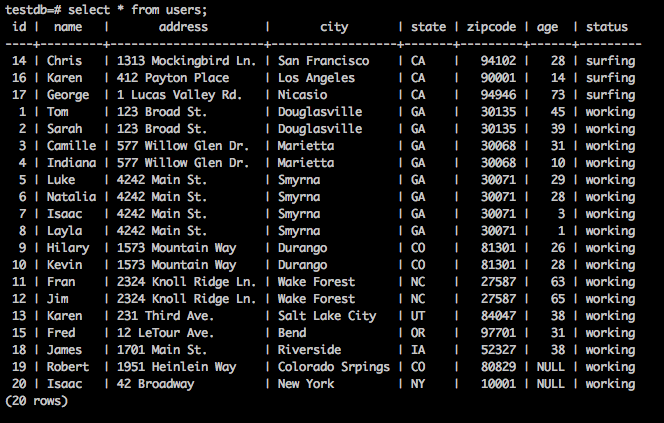 testdb=# select * from users;
 id |  name   |      address       |       city       | state | zipcode | age  | status
----+---------+--------------------+------------------+-------+---------+------+---------
 14 | Chris   | 1313 Mockingbird Ln. | San Francisco    | CA    |   94102 |   28 | surfing
 16 | Karen   | 412 Payton Place   | Los Angeles      | CA    |   90001 |   14 | surfing
 17 | George  | 1 Lucas Valley Rd. | Nicasio          | CA    |   94946 |   73 | surfing
  1 | Tom     | 123 Broad St.      | Douglasville     | GA    |   30135 |   45 | working
  2 | Sarah   | 123 Broad St.      | Douglasville     | GA    |   30135 |   39 | working
  3 | Camille | 577 Willow Glen Dr. | Marietta         | GA    |   30068 |   31 | working
  4 | Indiana | 577 Willow Glen Dr. | Marietta         | GA    |   30068 |   10 | working
  5 | Luke    | 4242 Main St.      | Smyrna           | GA    |   30071 |   29 | working
  6 | Natalia | 4242 Main St.      | Smyrna           | GA    |   30071 |   28 | working
  7 | Isaac   | 4242 Main St.      | Smyrna           | GA    |   30071 |    3 | working
  8 | Layla   | 4242 Main St.      | Smyrna           | GA    |   30071 |    1 | working
  9 | Hilary  | 1573 Mountain Way  | Durango          | CO    |   81301 |   26 | working
 10 | Kevin   | 1573 Mountain Way  | Durango          | CO    |   81301 |   28 | working
 11 | Fran    | 2324 Knoll Ridge Ln. | Wake Forest      | NC    |   27587 |   63 | working
 12 | Jim     | 2324 Knoll Ridge Ln. | Wake Forest      | NC    |   27587 |   65 | working
 13 | Karen   | 231 Third Ave.     | Salt Lake City   | UT    |   84047 |   38 | working
 15 | Fred    | 12 LeTour Ave.     | Bend             | OR    |   97701 |   31 | working
 18 | James   | 1701 Main St.      | Riverside        | IA    |   52327 |   38 | working
 19 | Robert  | 1951 Heinlein Way  | Colorado Srpings | CO    |   80829 | NULL | working
 20 | Isaac   | 42 Broadway        | New York         | NY    |   10001 | NULL | working
(20 rows)